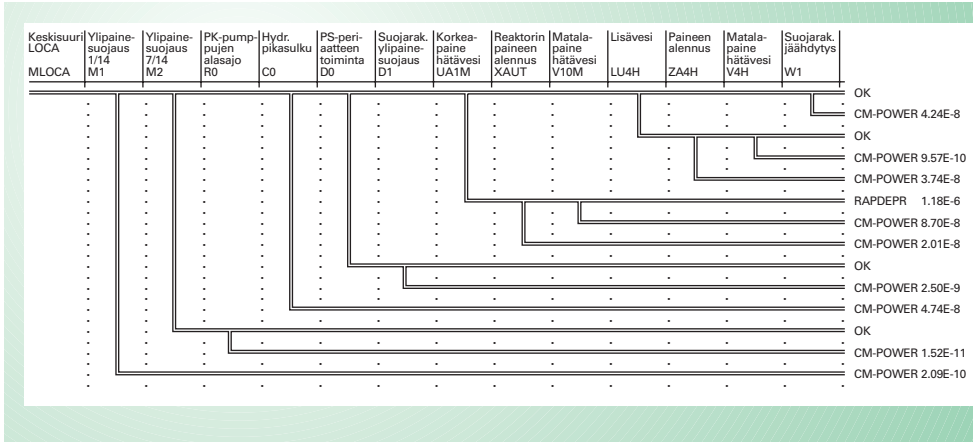 Keskisuuri LOCA MLOCA
Ylipaine- suojaus 1/14 M1
Ylipaine- suojaus 7/14 M2
PK-pump- pujen alasajo R0
Hydr. pikasulku C0
PS-peri- aatteen toiminta D0
Suojarak. ylipaine- suojaus D1
Korkea- paine hätävesi UA1M
Reaktorin paineen alennus XAUT
Matala- paine hätävesi V10M
Lisävesi LU4H
Paineen alennus ZA4H
Matala- paine hätävesi V4H
Suojarak. jäähdytys W1
OK
CM-POWER 4.24E-8
OK
CM-POWER 9.57E-10
CM-POWER 3.74E-8
RAPDEPR 1.18E-6
CM-POWER 8.70E-8
CM-POWER 2.01E-8
OK
CM-POWER 2.50E-9
CM-POWER 4.74E-8
OK
CM-POWER 1.52E-11
CM-POWER 2.09E-10